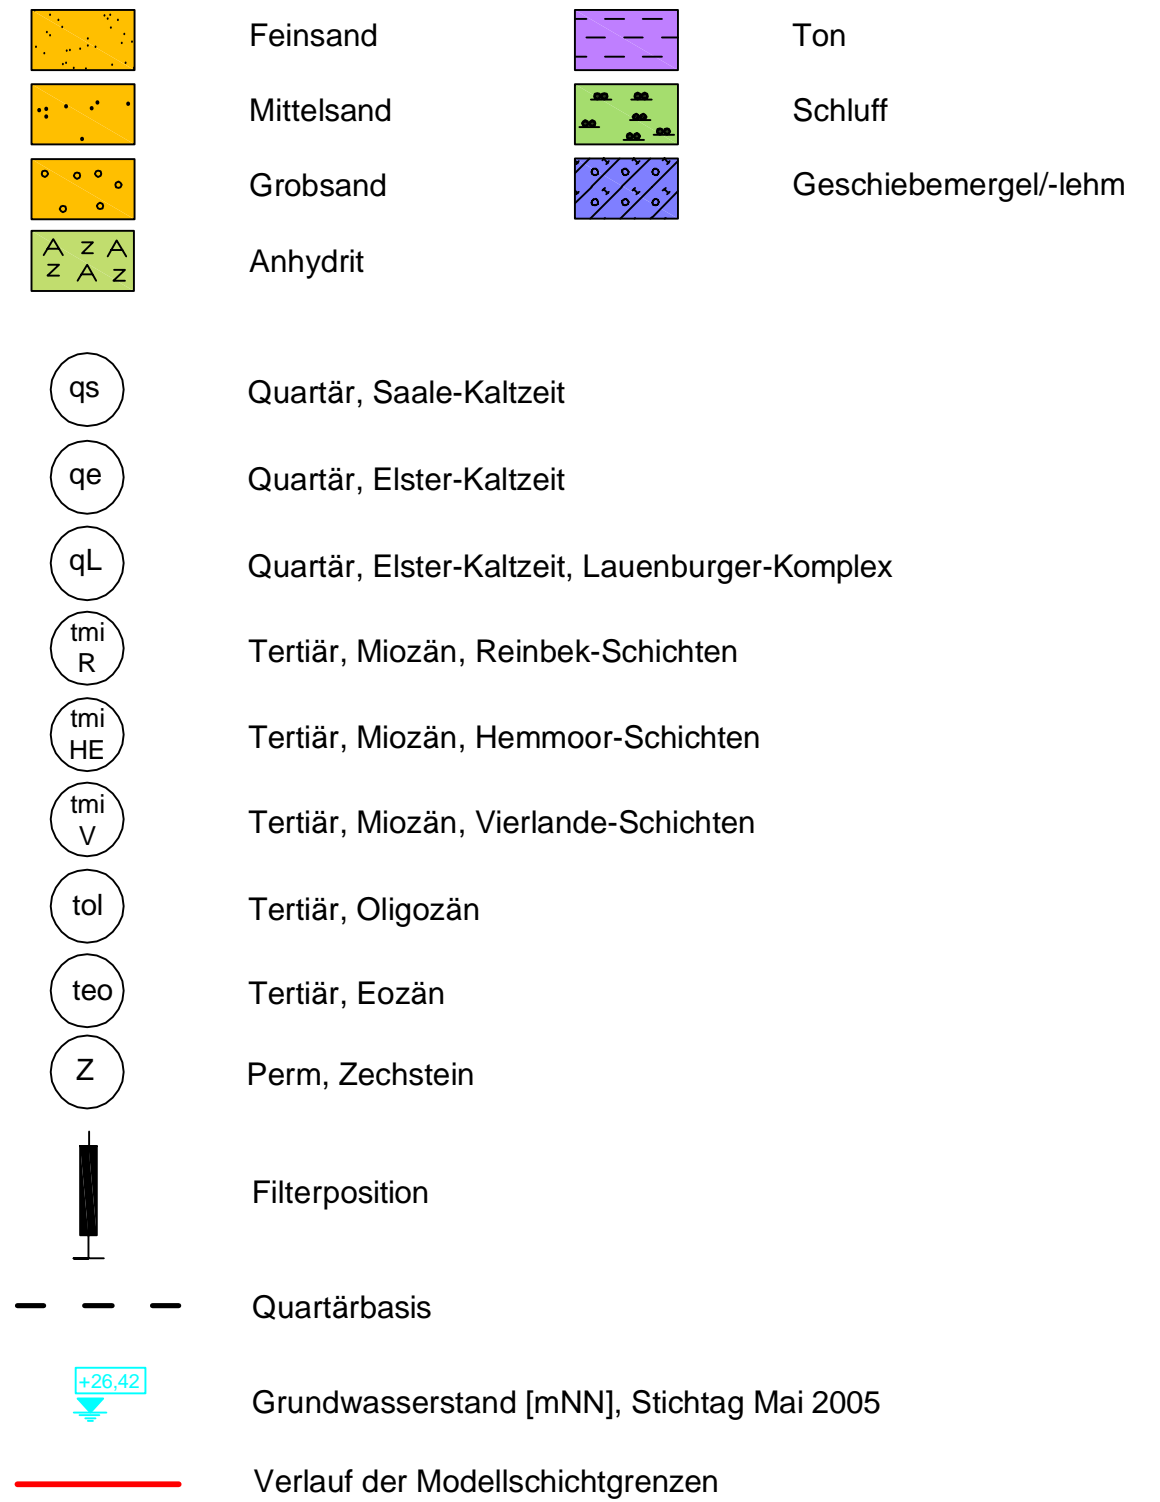 Feinsand
Ton
Mittelsand
Schluff
Grobsand
Geschiebemergel/-lehm
A Z A
Z A Z
Anhydrit
qs
Quartär, Saale-Kaltzeit
qe
Quartär, Elster-Kaltzeit
qL
Quartär, Elster-Kaltzeit, Lauenburger-Komplex
tmi
R
Tertiär, Miozän, Reinbek-Schichten
tmi
HE
Tertiär, Miozän, Hemmoor-Schichten
tmi
V
Tertiär, Miozän, Vierlande-Schichten
tol
Tertiär, Oligozän
teo
Tertiär, Eozän
Z
Perm, Zechstein
Filterposition
Quartärbasis
+26,42
Grundwasserstand [mNN], Stichtag Mai 2005
Verlauf der Modellschichtgrenzen